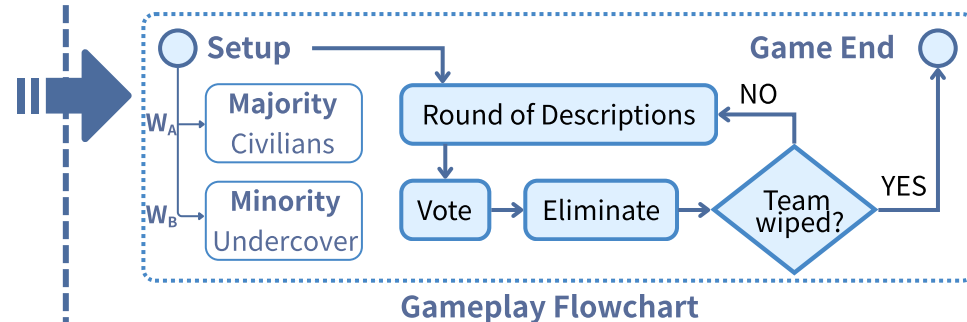 Setup
Game End
W_A
Majority
Civilians
W_B
Minority
Undercover
Round of Descriptions
NO
Vote
Eliminate
Team
wiped?
YES
Gameplay Flowchart